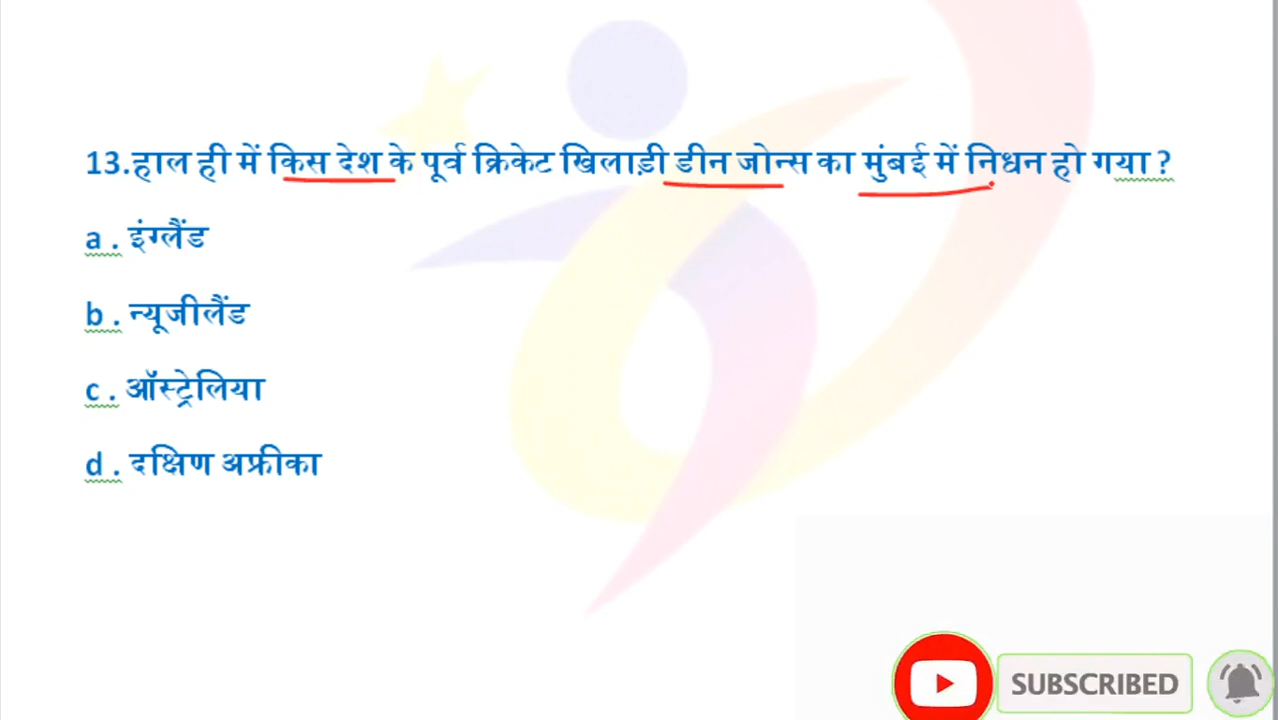 13.हाल ही में किस देश के पूर्व क्रिकेट खिलाड़ी डीन जोन्स का मुंबई में निधन हो गया ?
a . इंग्लैंड
b . न्यूजीलैंड
c . ऑस्ट्रेलिया
d . दक्षिण अफ्रीका
SUBSCRIBED